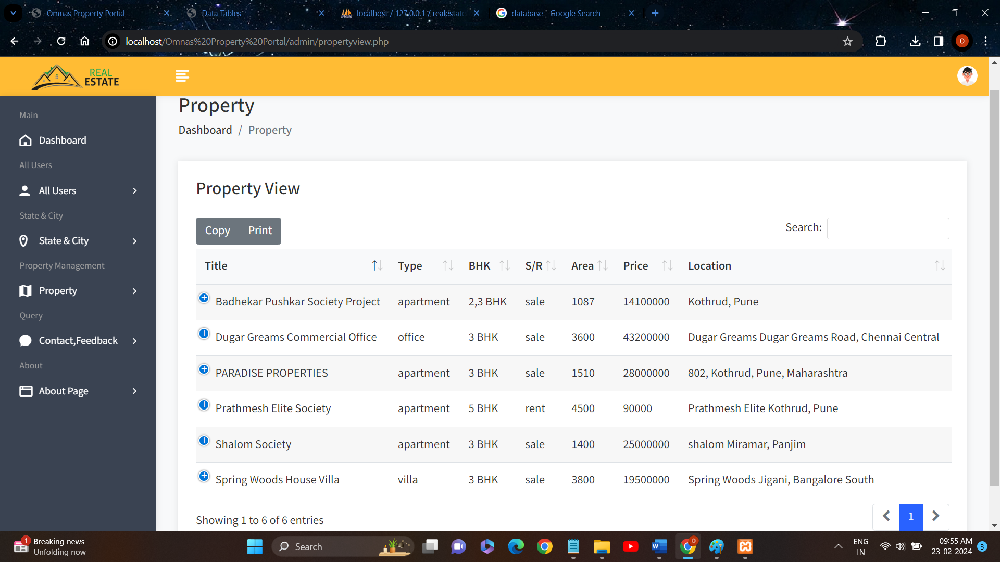 Omnas Property Portal
Data Tables
localhost / 127.0.0.1 / realestate
database - Google Search
localhost/Omnas%20Property%20Portal/admin/propertyview.php
O
REAL
ESTATE
Property
Dashboard / Property
Main
Dashboard
All Users
All Users
State & City
State & City
Property Management
Property
Query
Contact,Feedback
About
About Page
Property View
Copy Print
Search:
Title Type BHK S/R Area Price Location
Badhekar Pushkar Society Project apartment 2,3 BHK sale 1087 14100000 Kothrud, Pune
Dugar Greams Commercial Office office 3 BHK sale 3600 43200000 Dugar Greams Dugar Greams Road, Chennai Central
PARADISE PROPERTIES apartment 3 BHK sale 1510 28000000 802, Kothrud, Pune, Maharashtra
Prathmesh Elite Society apartment 5 BHK rent 4500 90000 Prathmesh Elite Kothrud, Pune
Shalom Society apartment 3 BHK sale 1400 25000000 shalom Miramar, Panjim
Spring Woods House Villa villa 3 BHK sale 3800 19500000 Spring Woods Jigani, Bangalore South
Showing 1 to 6 of 6 entries
1
1
Breaking news
Unfolding now
Search
ENG
IN
09:55 AM
23-02-2024
3